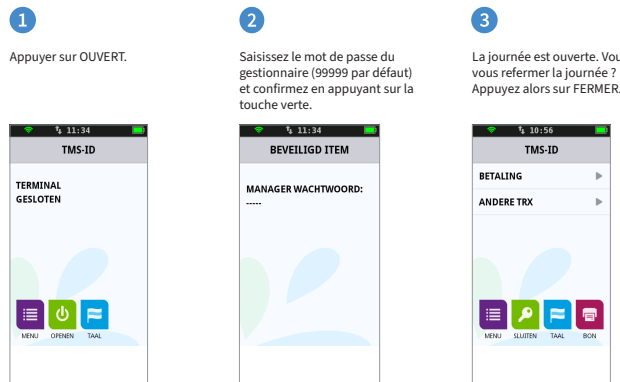 1
Appuyer sur OUVERT.
11:34
TMS-ID
TERMINAL
GESLOTEN
MENU OPENEN TAAL
2
Saisissez le mot de passe du
gestionnaire (99999 par défaut)
et confirmez en appuyant sur la
touche verte.
11:34
BEVEILIGD ITEM
MANAGER WACHTWOORD:
-----
3
La journée est ouverte.
vous refermer la journée ?
Appuyez alors sur FERMER.
10:56
TMS-ID
BETALING
ANDERE TRX
MENU SLUITEN TAAL BON